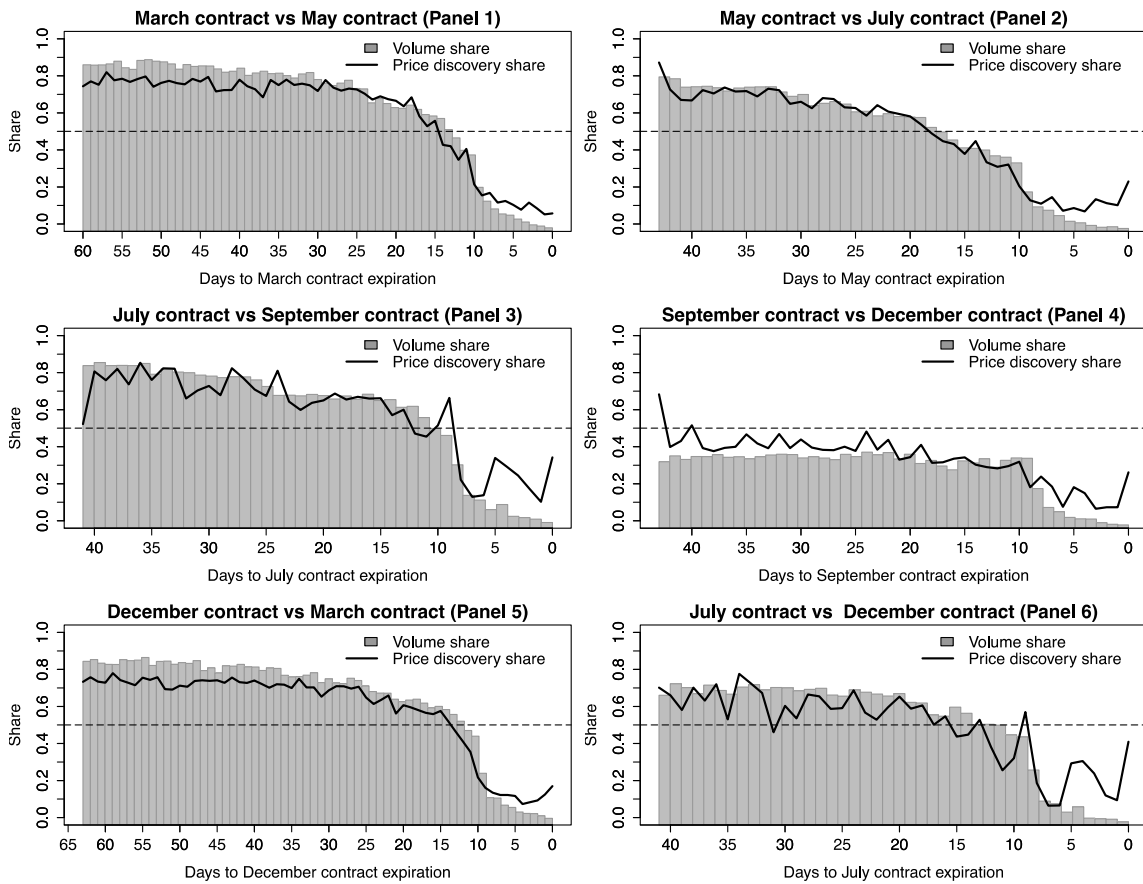 March contract vs May contract (Panel 1)
Volume share
Price discovery share
Share
0.0 0.2 0.4 0.6 0.8 1.0
60 55 50 45 40 35 30 25 20 15 10 5 0
Days to March contract expiration
May contract vs July contract (Panel 2)
Volume share
Price discovery share
Share
0.0 0.2 0.4 0.6 0.8 1.0
40 35 30 25 20 15 10 5 0
Days to May contract expiration
July contract vs September contract (Panel 3)
Volume share
Price discovery share
Share
0.0 0.2 0.4 0.6 0.8 1.0
40 35 30 25 20 15 10 5 0
Days to July contract expiration
September contract vs December contract (Panel 4)
Volume share
Price discovery share
Share
0.0 0.2 0.4 0.6 0.8 1.0
40 35 30 25 20 15 10 5 0
Days to September contract expiration
December contract vs March contract (Panel 5)
Volume share
Price discovery share
Share
0.0 0.2 0.4 0.6 0.8 1.0
65 60 55 50 45 40 35 30 25 20 15 10 5 0
Days to December contract expiration
July contract vs December contract (Panel 6)
Volume share
Price discovery share
Share
0.0 0.2 0.4 0.6 0.8 1.0
40 35 30 25 20 15 10 5 0
Days to July contract expiration